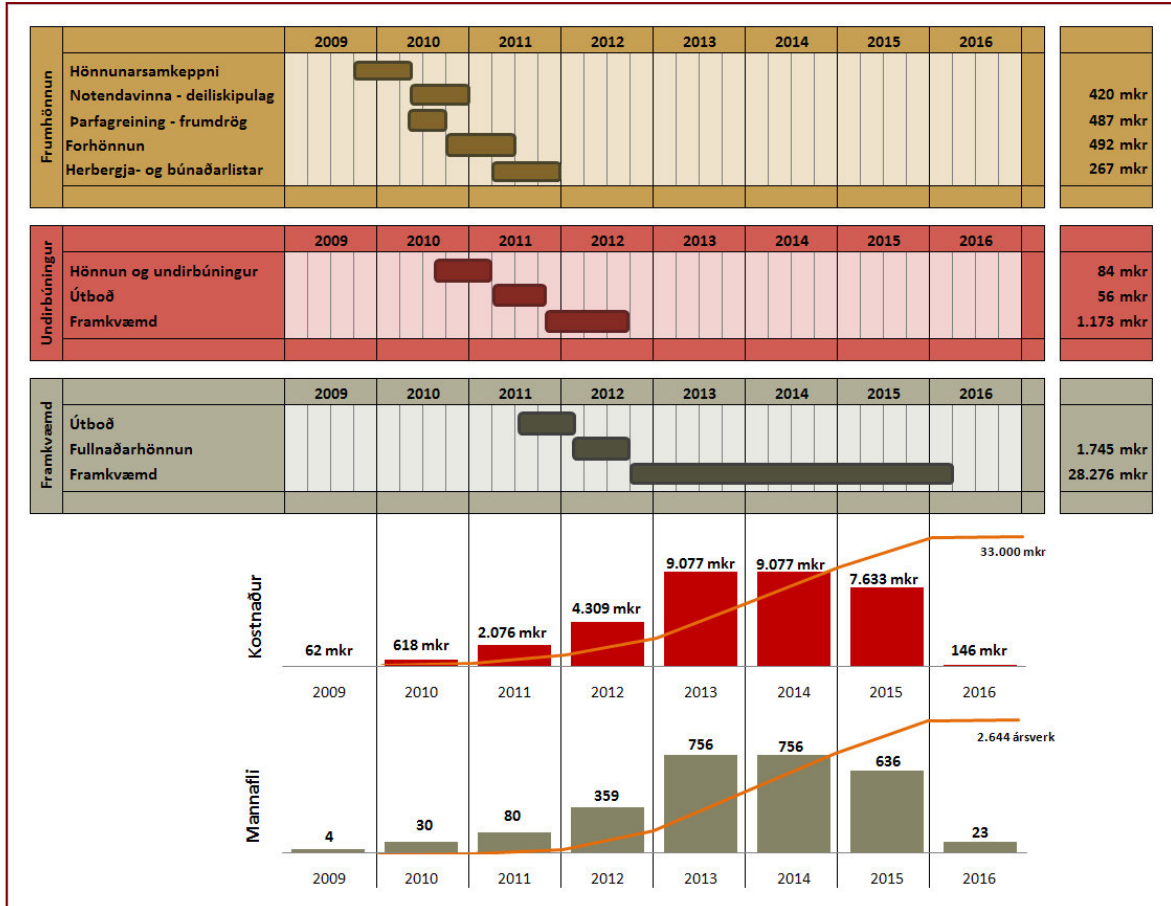 Frumhönnun
2009 2010 2011 2012 2013 2014 2015 2016
Hönnunarsamkeppni
Notendavinna - deiliskipulag 420 mkr
Þarfagreining - frumdrög 487 mkr
Forhönnun 492 mkr
Herbergja- og búnaðarlistar 267 mkr
Undirbúningur
2009 2010 2011 2012 2013 2014 2015 2016
Hönnun og undirbúningur 84 mkr
Útboð 56 mkr
Framkvæmd 1.173 mkr
Framkvæmd
2009 2010 2011 2012 2013 2014 2015 2016
Útboð
Fullnaðarhönnun 1.745 mkr
Framkvæmd 28.276 mkr
Kostnaður
62 mkr 618 mkr 2.076 mkr 4.309 mkr 9.077 mkr 9.077 mkr 7.633 mkr 146 mkr
33.000 mkr
2009 2010 2011 2012 2013 2014 2015 2016
Mannafli
4 30 80 359 756 756 636 23
2.644 ársverk
2009 2010 2011 2012 2013 2014 2015 2016